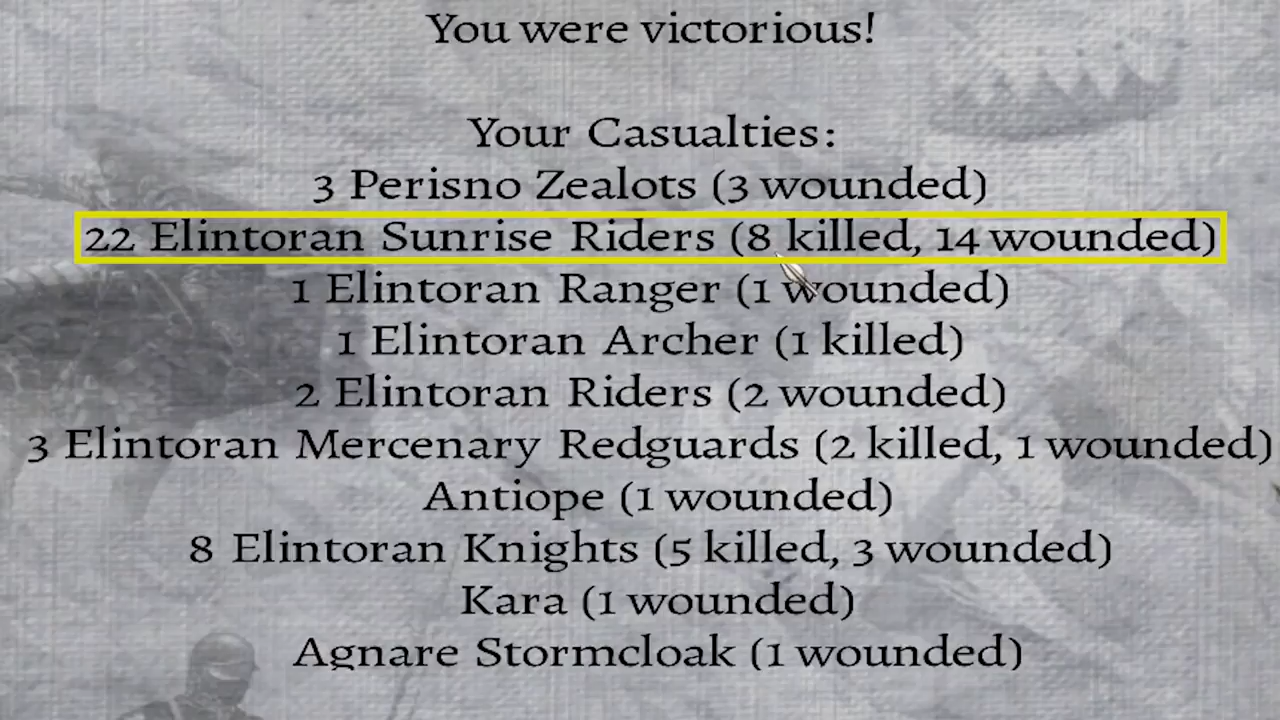 You were victorious!
Your Casualties:
3 Perisno Zealots (3 wounded)
22 Elintoran Sunrise Riders (8 killed, 14 wounded)
1 Elintoran Ranger (1 wounded)
1 Elintoran Archer (1 killed)
2 Elintoran Riders (2 wounded)
3 Elintoran Mercenary Redguards (2 killed, 1 wounded)
Antiope (1 wounded)
8 Elintoran Knights (5 killed, 3 wounded)
Kara (1 wounded)
Agnare Stormcloak (1 wounded)